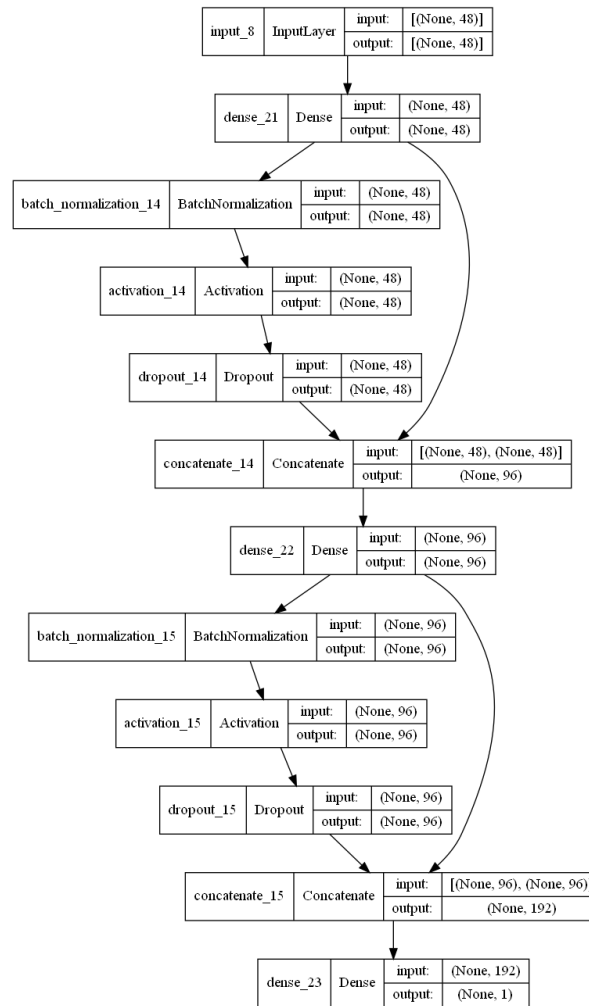 input_8 InputLayer input: [(None, 48)]
output: [(None, 48)]
dense_21 Dense input: (None, 48)
output: (None, 48)
batch_normalization_14 BatchNormalization input: (None, 48)
output: (None, 48)
activation_14 Activation input: (None, 48)
output: (None, 48)
dropout_14 Dropout input: (None, 48)
output: (None, 48)
concatenate_14 Concatenate input: [(None, 48), (None, 48)]
output: (None, 96)
dense_22 Dense input: (None, 96)
output: (None, 96)
batch_normalization_15 BatchNormalization input: (None, 96)
output: (None, 96)
activation_15 Activation input: (None, 96)
output: (None, 96)
dropout_15 Dropout input: (None, 96)
output: (None, 96)
concatenate_15 Concatenate input: [(None, 96), (None, 96)]
output: (None, 192)
dense_23 Dense input: (None, 192)
output: (None, 1)